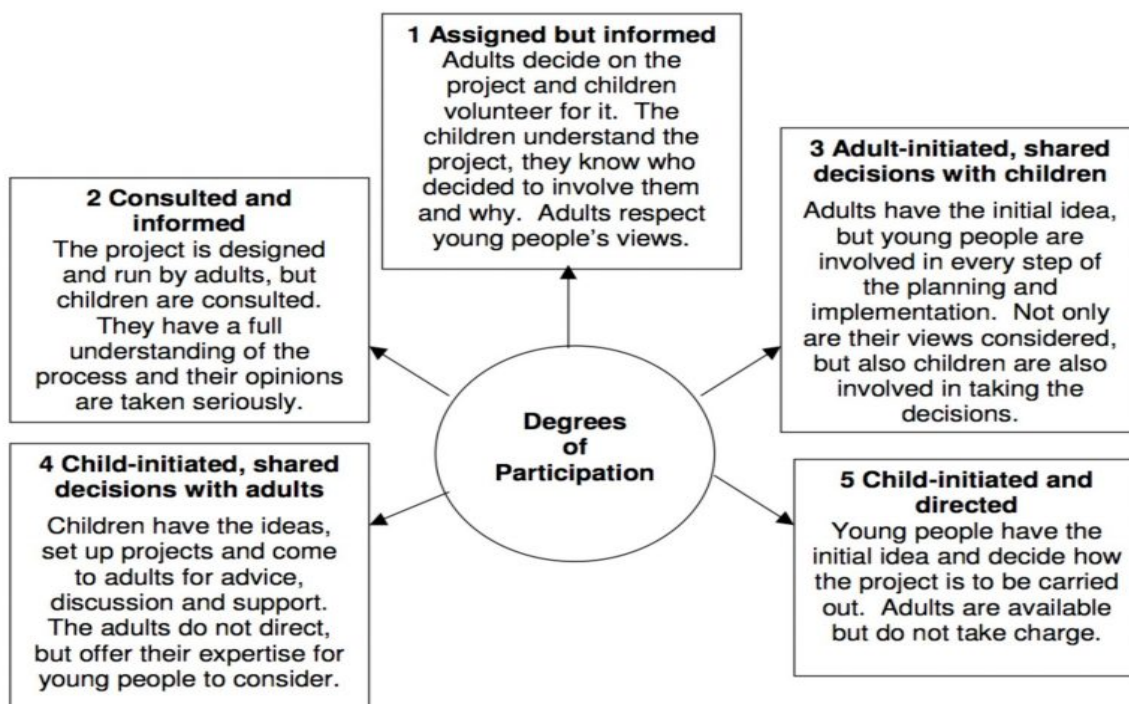 1 Assigned but informed
Adults decide on the
project and children
volunteer for it. The
children understand the
project, they know who
decided to involve them
and why. Adults respect
young people's views.
2 Consulted and
informed
The project is designed
and run by adults, but
children are consulted.
They have a full
understanding of the
process and their opinions
are taken seriously.
3 Adult-initiated, shared
decisions with children
Adults have the initial idea,
but young people are
involved in every step of
the planning and
implementation. Not only
are their views considered,
but also children are also
involved in taking the
decisions.
Degrees
of
Participation
4 Child-initiated, shared
decisions with adults
Children have the ideas,
set up projects and come
to adults for advice,
discussion and support.
The adults do not direct,
but offer their expertise for
young people to consider.
5 Child-initiated and
directed
Young people have the
initial idea and decide how
the project is to be carried
out. Adults are available
but do not take charge.